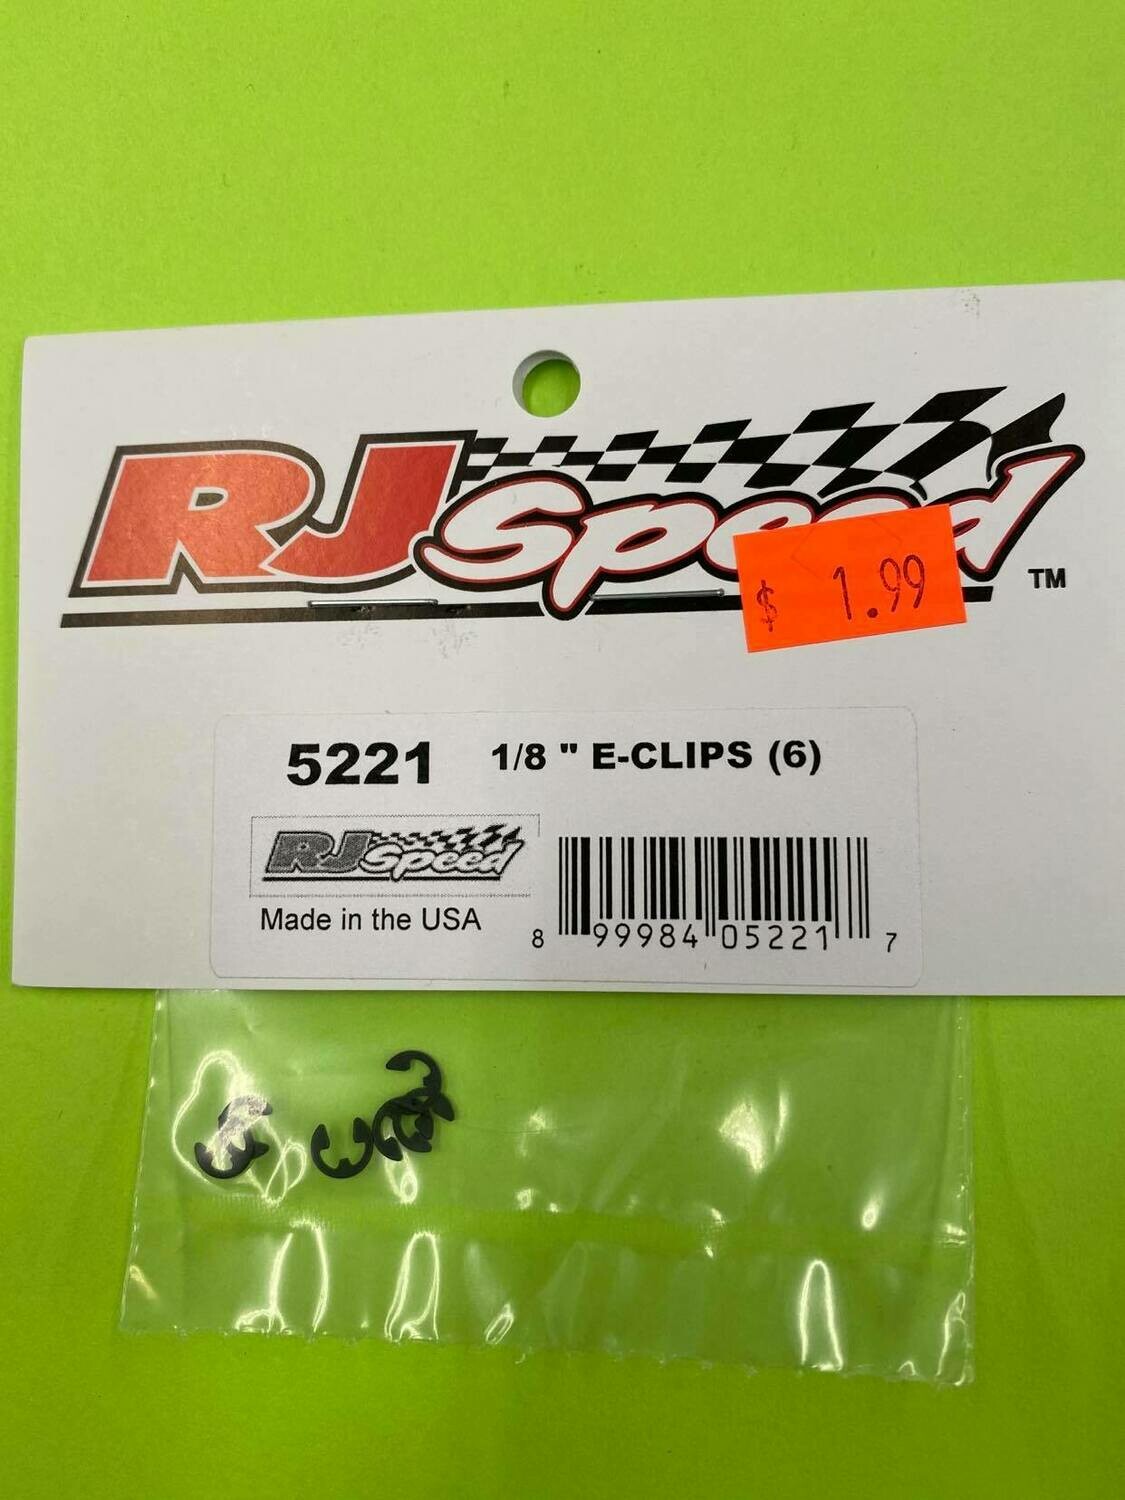 RJ Speed
TM
$ 1.99
5221 1/8 " E-CLIPS (6)
RJ Speed
Made in the USA
8 99984 05221 7